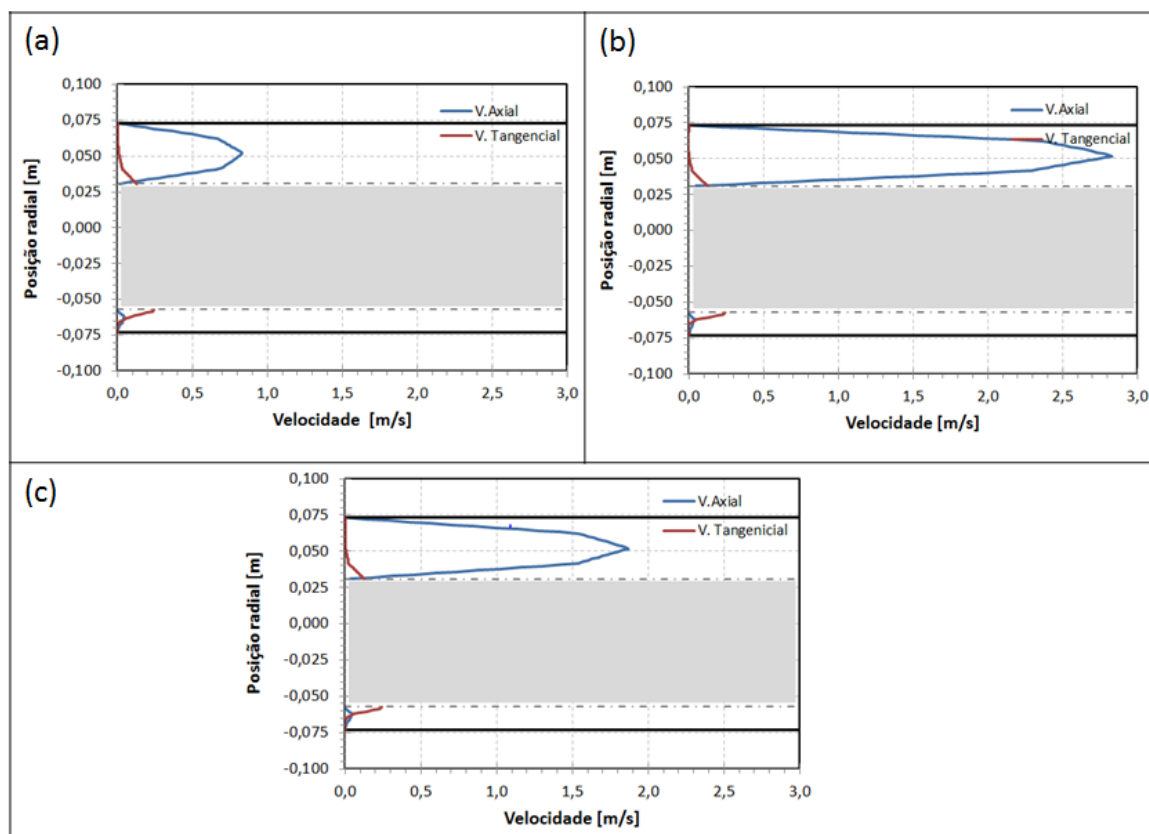 (a)
Posição radial [m]
0,100
0,075
0,050
0,025
0,000
-0,025
-0,050
-0,075
-0,100
V.Axial
V. Tangencial
0,0 0,5 1,0 1,5 2,0 2,5 3,0
Velocidade [m/s]
(b)
Posição radial [m]
0,100
0,075
0,050
0,025
0,000
-0,025
-0,050
-0,075
-0,100
V.Axial
V. Tangencial
0,0 0,5 1,0 1,5 2,0 2,5 3,0
Velocidade [m/s]
(c)
Posição radial [m]
0,100
0,075
0,050
0,025
0,000
-0,025
-0,050
-0,075
-0,100
V.Axial
V. Tangenicial
0,0 0,5 1,0 1,5 2,0 2,5 3,0
Velocidade [m/s]